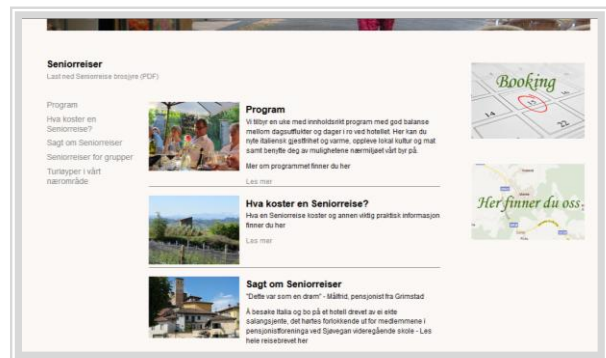 Seniorreiser
Last ned Seniorreise brosjyre (PDF)
Program
Hva koster en
Seniorreise?
Sagt om Seniorreiser
Seniorreiser for grupper
Turløyper i vårt
nærområde
Program
Vi tilbyr en uke med innholdsrikt program med god balanse
mellom dagsutflukter og dager i ro ved hotellet. Her kan du
nyte italiensk gjestfrihet og varme, oppleve lokal kultur og mat
samt benytte deg av mulighetene nærmiljøet vårt byr på.
Mer om programmet finner du her
Les mer
Hva koster en Seniorreise?
Hva en Seniorreise koster og annen viktig praktisk informasjon
finner du her
Les mer
Sagt om Seniorreiser
"Dette var som en drøm" - Målfrid, pensjonist fra Grimstad
Å besøke Italia og bo på et hotell drevet av ei ekte
salangsjente, det hørtes forlokkende ut for medlemmene i
pensjonistforeninga ved Sjøvegan videregående skole - Les
hele reisebrevet her
Booking
14
15
22
Her finner du oss